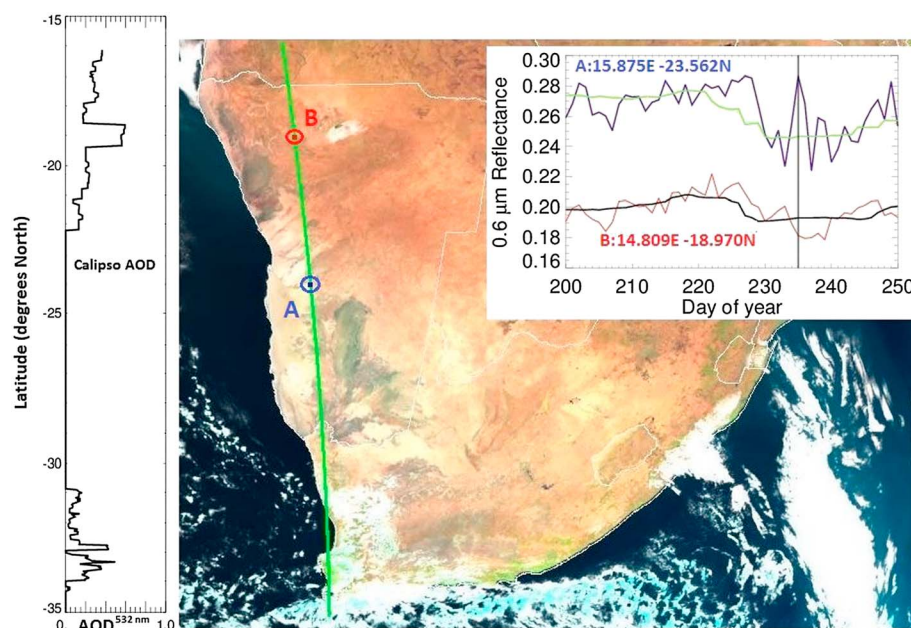 -15
-20
Calipso AOD
-25
-30
-35
Latitude (degrees North)
0. AOD532 nm 1.0
B
A
A:15.875E -23.562N
0.30
0.28
0.26
0.24
0.22
0.20
0.18
0.16
0.6 µm Reflectance
B:14.809E -18.970N
200 210 220 230 240 250
Day of year